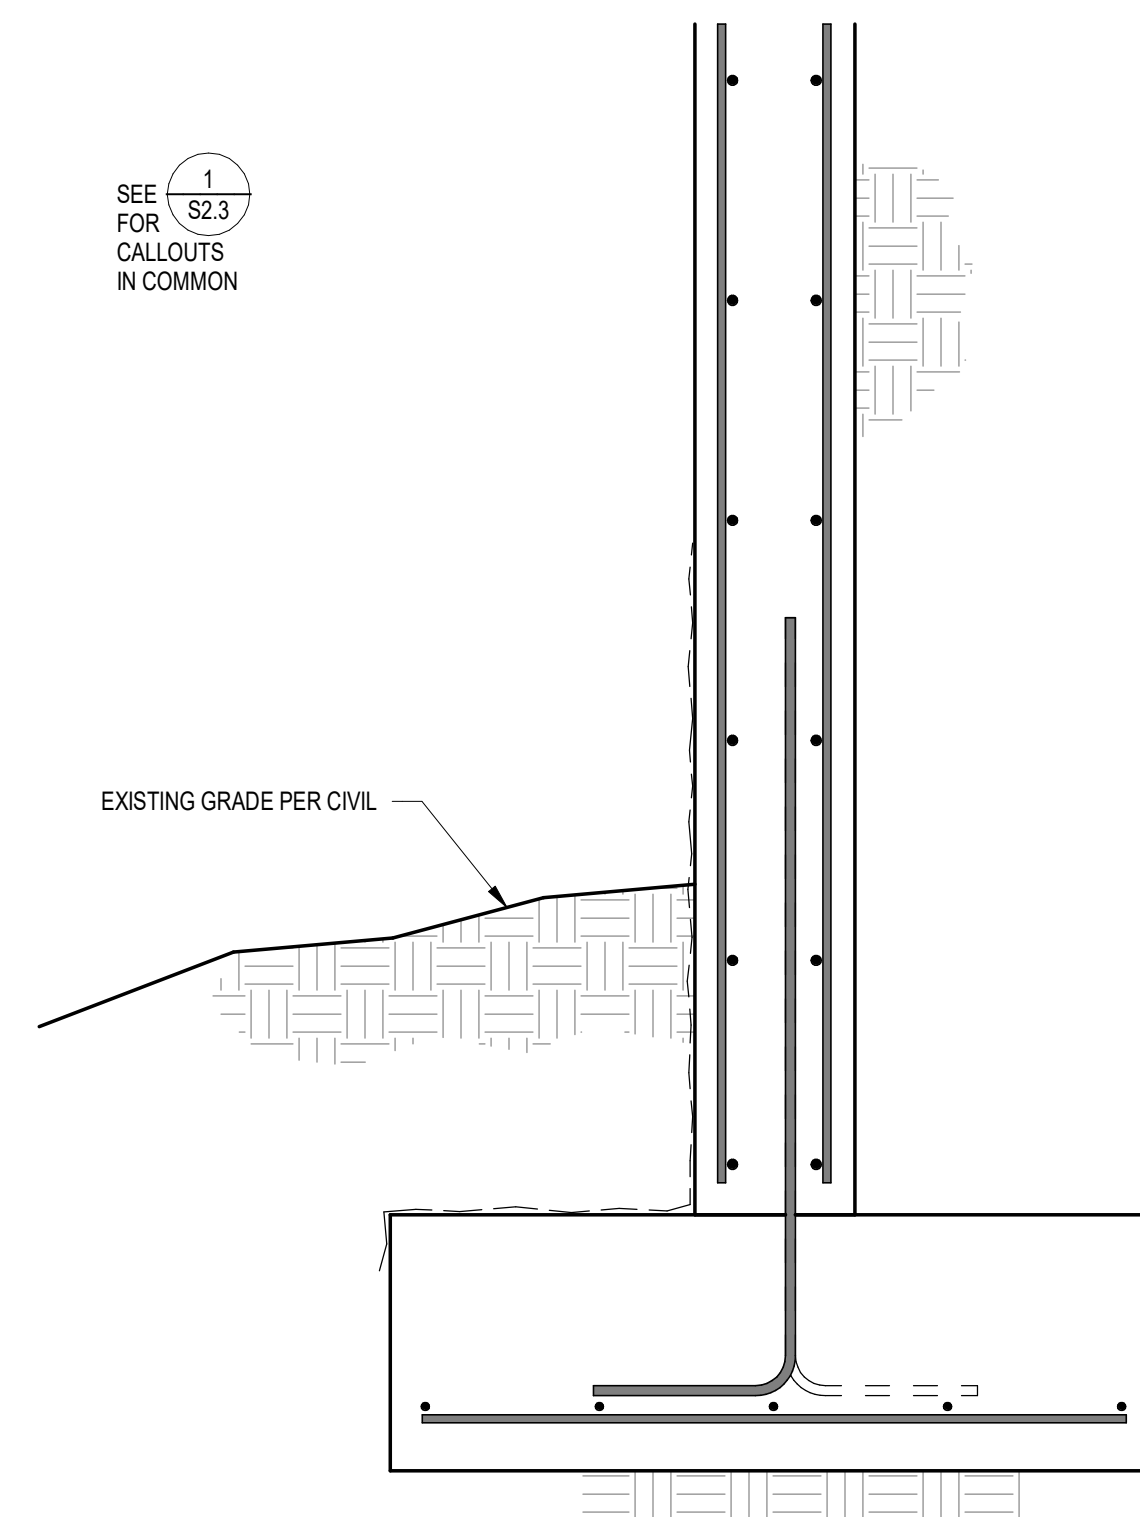 1
SEE
S2.3
FOR
CALLOUTS
IN COMMON
EXISTING GRADE PER CIVIL